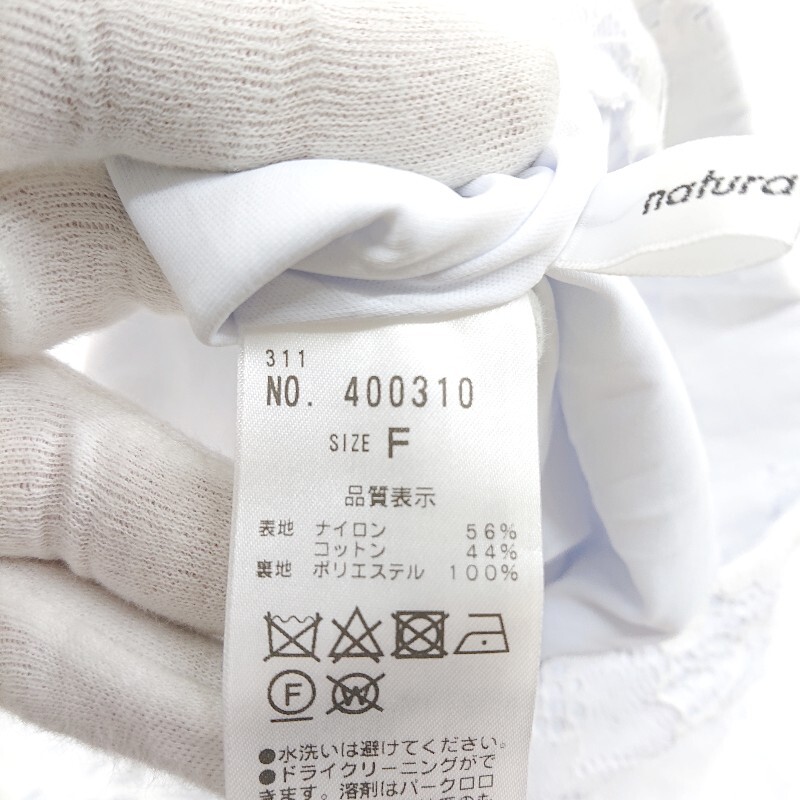 natura
311
NO. 400310
SIZE F
品質表示
表地 ナイロン 56%
コットン 44%
裏地 ポリエステル 100%
F W
●水洗いは避けてください。
●ドライクリーニングがで
きます。溶剤はパークロロ